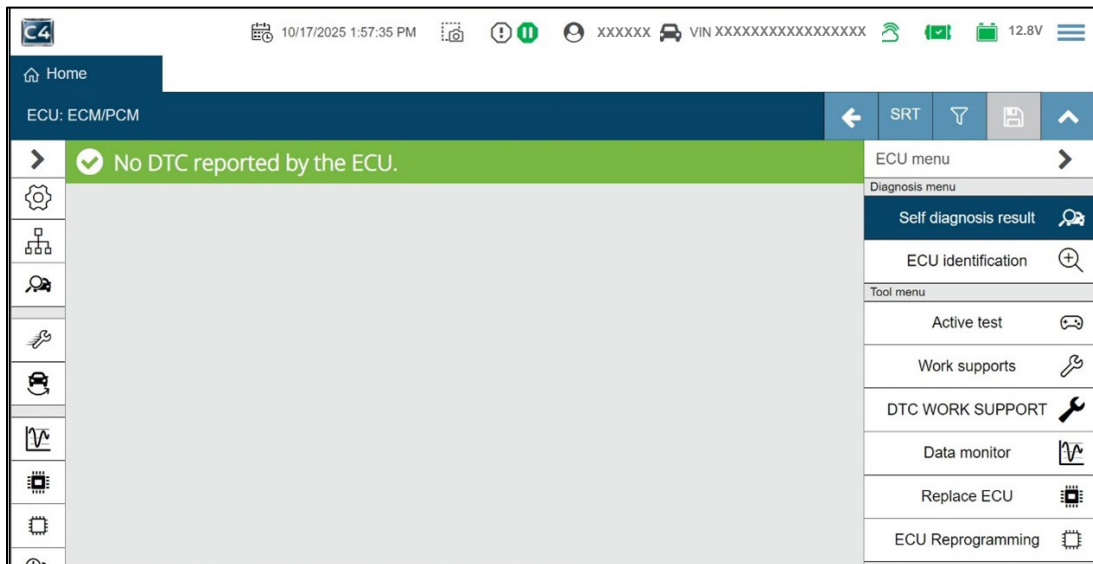 C4
10/17/2025 1:57:35 PM
XXXXXX
VIN XXXXXXXXXXXXXXXXX
12.8V
Home
ECU: ECM/PCM
SRT
No DTC reported by the ECU.
ECU menu
Diagnosis menu
Self diagnosis result
ECU identification
Tool menu
Active test
Work supports
DTC WORK SUPPORT
Data monitor
Replace ECU
ECU Reprogramming